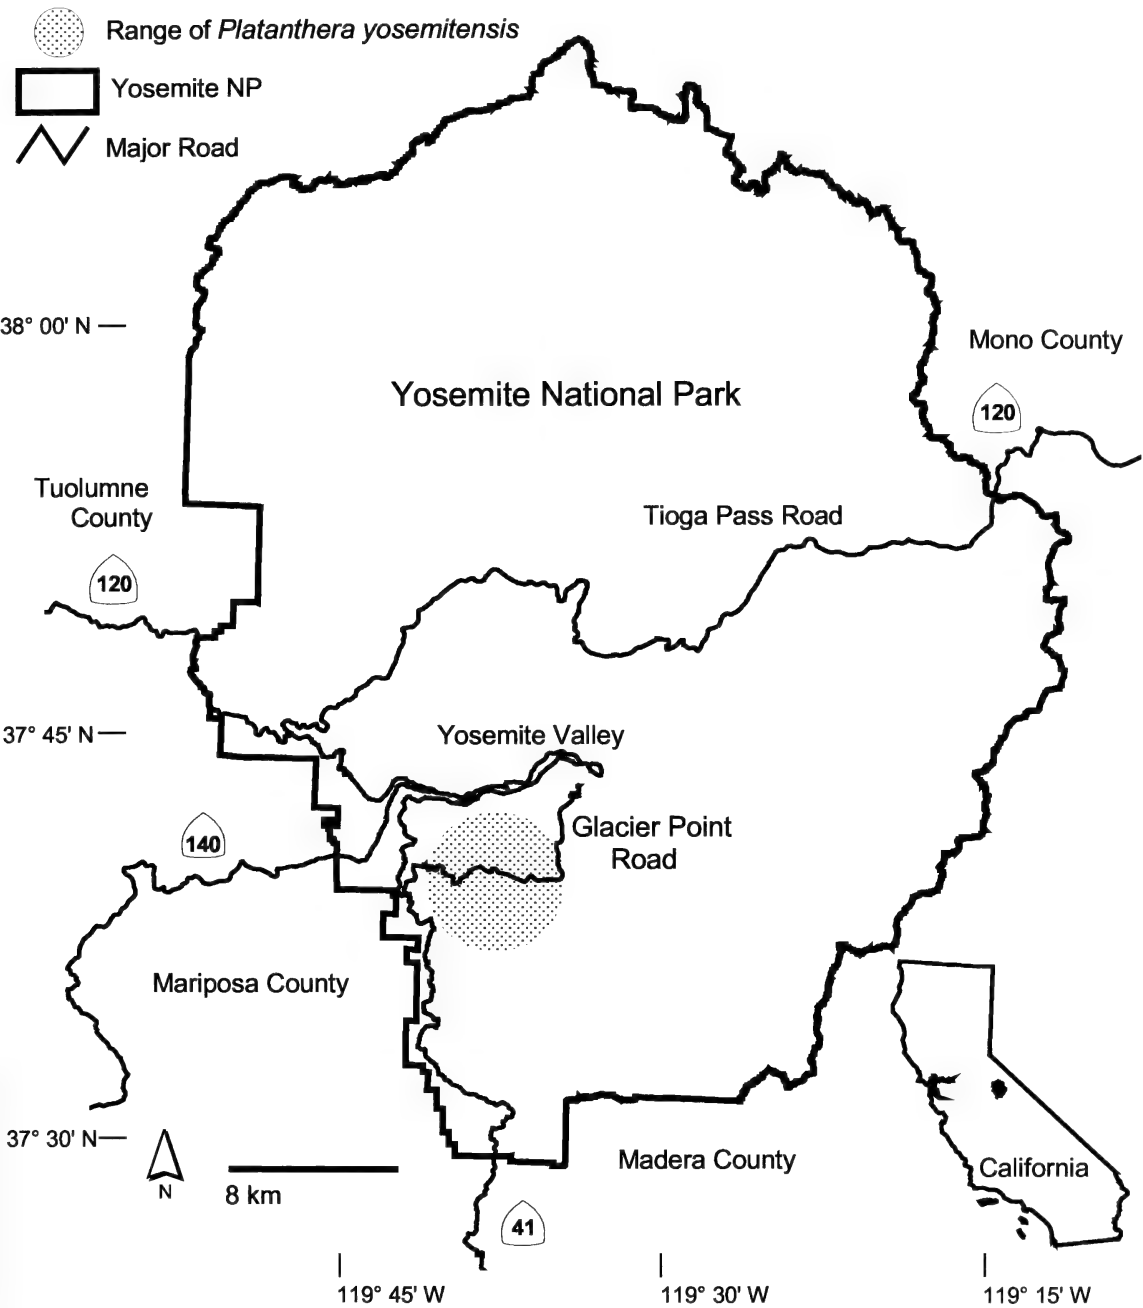 Range of Platanthera yosemitensis
Yosemite NP
Major Road
38° 00' N
Mono County
120
Yosemite National Park
Tuolumne
County
Tioga Pass Road
120
37° 45' N
Yosemite Valley
140
Glacier Point
Road
Mariposa County
37° 30' N
N
8 km
Madera County
California
41
119° 45' W
119° 30' W
119° 15' W